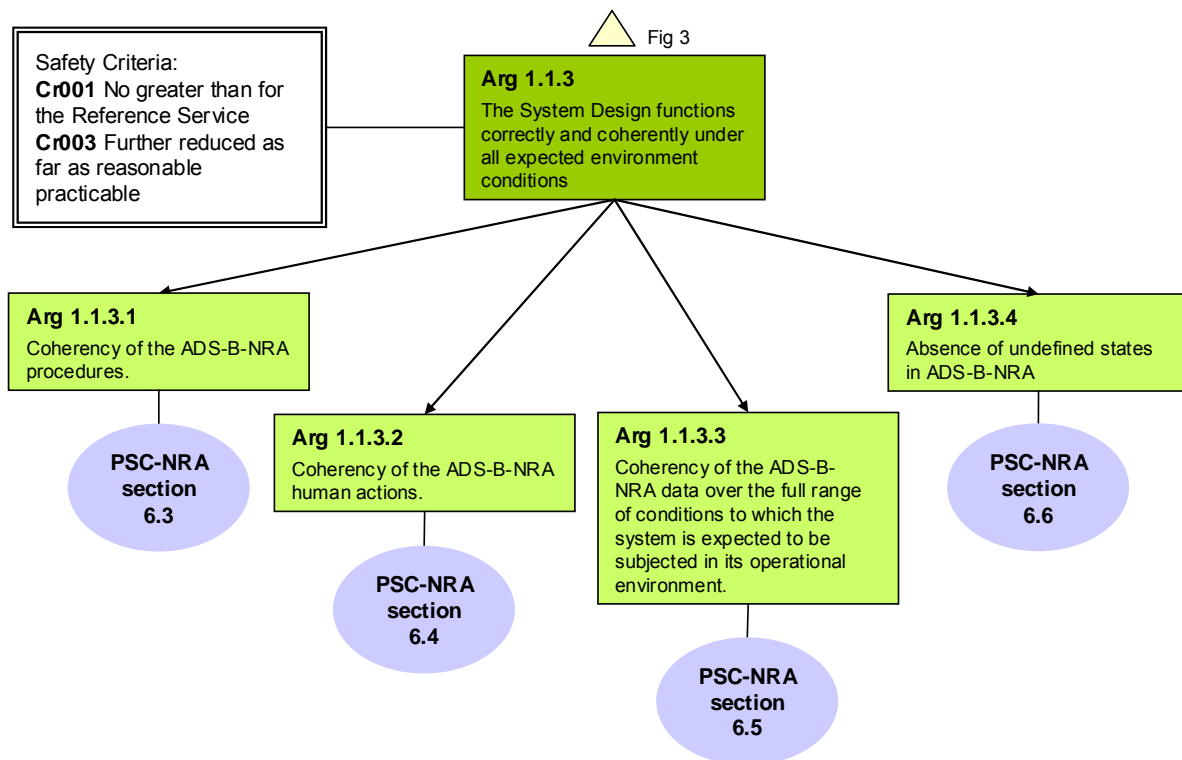 Fig 3
Safety Criteria:
Cr001 No greater than for
the Reference Service
Cr003 Further reduced as
far as reasonable
practicable
Arg 1.1.3
The System Design functions
correctly and coherently under
all expected environment
conditions
Arg 1.1.3.1
Coherency of the ADS-B-NRA
procedures.
PSC-NRA
section
6.3
Arg 1.1.3.2
Coherency of the ADS-B-NRA
human actions.
PSC-NRA
section
6.4
Arg 1.1.3.3
Coherency of the ADS-B-
NRA data over the full range
of conditions to which the
system is expected to be
subjected in its operational
environment.
PSC-NRA
section
6.5
Arg 1.1.3.4
Absence of undefined states
in ADS-B-NRA
PSC-NRA
section
6.6